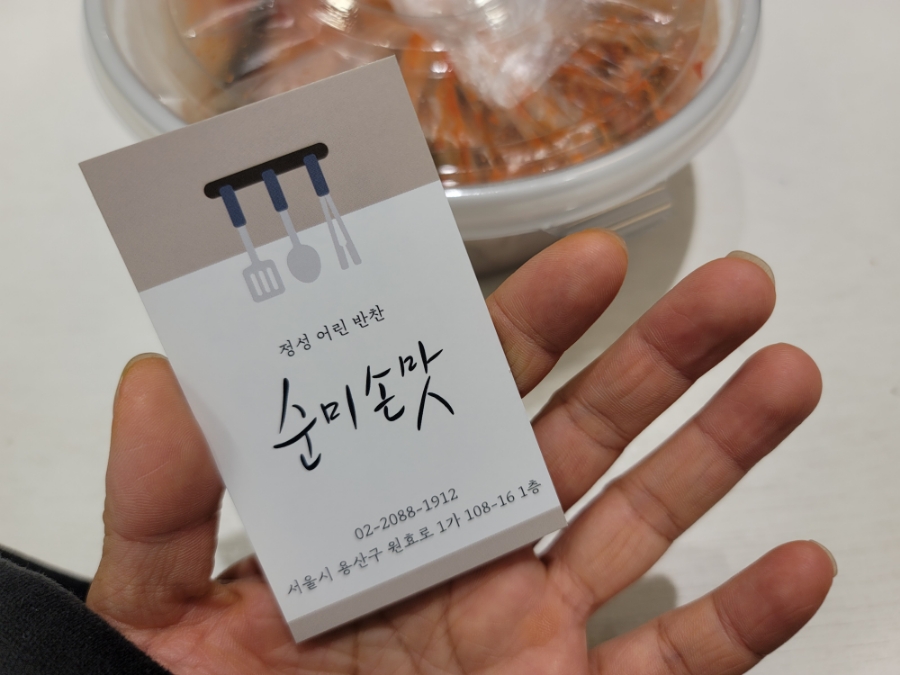 정성 어린 반찬
순미손맛
02-2088-1912
서울시 용산구 원효로 1가 108-16 1층